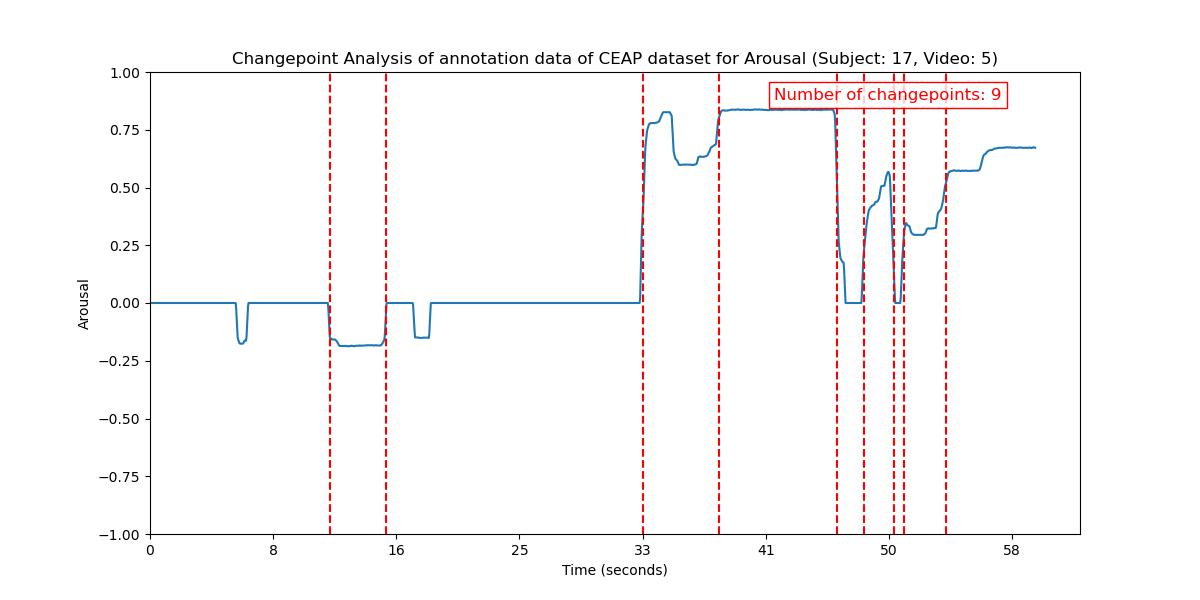 Changepoint Analysis of annotation data of CEAP dataset for Arousal (Subject: 17, Video: 5)
Number of changepoints: 9
1.00
0.75
0.50
0.25
0.00
−0.25
−0.50
−0.75
−1.00
Arousal
0 8 16 25 33 41 50 58
Time (seconds)